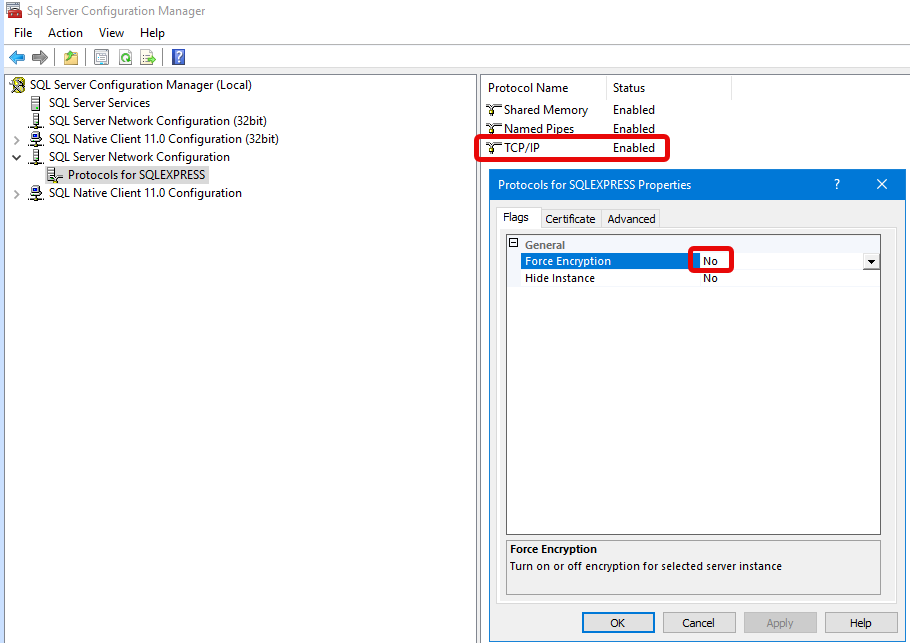 Sql Server Configuration Manager
File Action View Help
SQL Server Configuration Manager (Local)
SQL Server Services
SQL Server Network Configuration (32bit)
SQL Native Client 11.0 Configuration (32bit)
SQL Server Network Configuration
Protocols for SQLEXPRESS
SQL Native Client 11.0 Configuration
Protocol Name Status
Shared Memory Enabled
Named Pipes Enabled
TCP/IP Enabled
Protocols for SQLEXPRESS Properties
Flags Certificate Advanced
General
Force Encryption No
Hide Instance No
Force Encryption
Turn on or off encryption for selected server instance
OK Cancel Apply Help